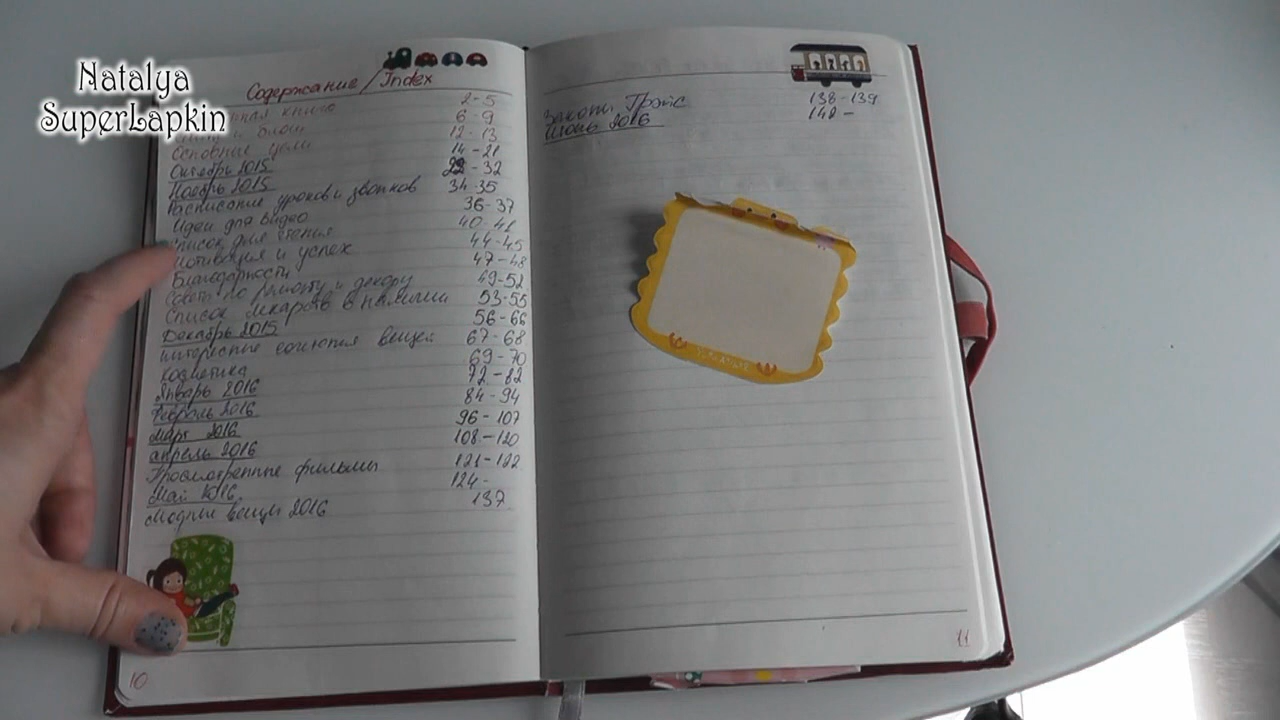 Natalya
SuperLapkin
Содержание/Index
книга 2-5
и блог 6-9
Основные цели 12-13
Октябрь 2015 14-21
Ноябрь 2015 22-32
Расписание уроков и звонков 34-35
Идеи для видео 36-37
Список для чтения 40-41
Мотивация и успех 44-45
Благодарности 47-48
Советы по ремонту и декору 49-52
Список лекарств в наличии 53-55
Декабрь 2015 56-66
Интересные сочетания вещей 67-68
Косметика 69-70
Январь 2016 72-82
Февраль 2016 84-94
Март 2016 96-107
апрель 2016 108-120
Просмотренные фильмы 121-122
Май 2016 124-
Модные вещи 2016 137
10
Прайс 138-139
Июнь 2016 140-
11